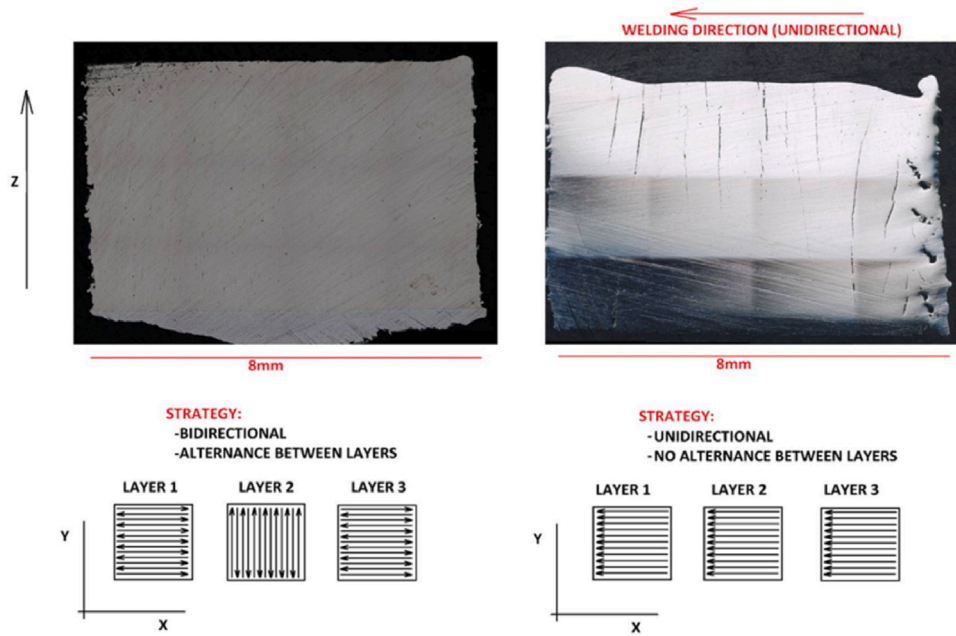 WELDING DIRECTION (UNIDIRECTIONAL)
Z
8mm
8mm
STRATEGY:
-BIDIRECTIONAL
-ALTERNANCE BETWEEN LAYERS
LAYER 1 LAYER 2 LAYER 3
Y
X
STRATEGY:
-UNIDIRECTIONAL
-NO ALTERNANCE BETWEEN LAYERS
LAYER 1 LAYER 2 LAYER 3
Y
X